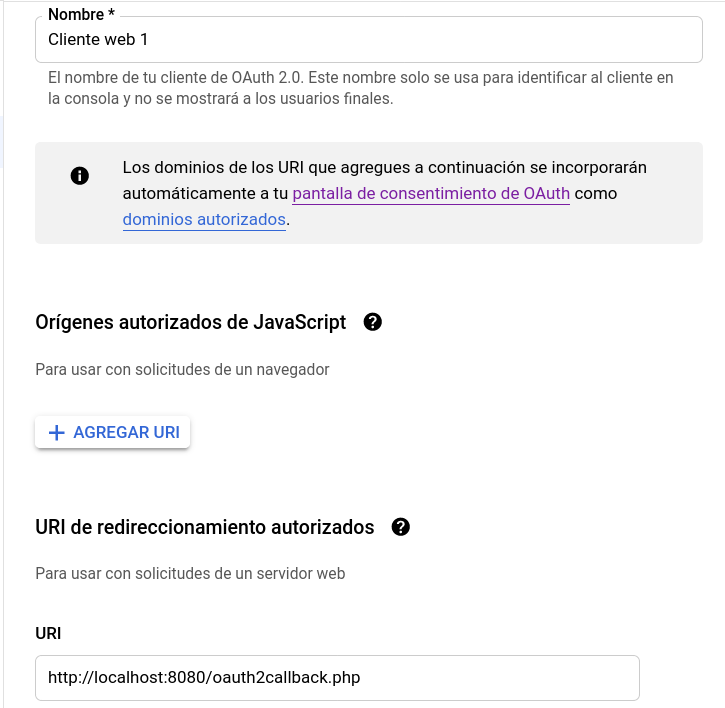 Nombre *
Cliente web 1
El nombre de tu cliente de OAuth 2.0. Este nombre solo se usa para identificar al cliente en
la consola y no se mostrará a los usuarios finales.
Los dominios de los URI que agregues a continuación se incorporarán
automáticamente a tu pantalla de consentimiento de OAuth como
dominios autorizados.
Orígenes autorizados de JavaScript
Para usar con solicitudes de un navegador
AGREGAR URI
URI de redireccionamiento autorizados
Para usar con solicitudes de un servidor web
URI
http://localhost:8080/oauth2callback.php